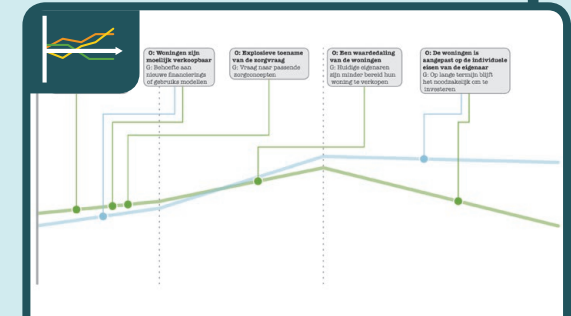 O: Woningen zijn
moeilijk verkoopbaar
G: Behoefte aan
nieuwe financierings
of gebruiks modellen
O: Explosieve toename
van de zorgvraag
G: Vraag naar passende
zorgconcepten
O: Een waardedaling
van de woningen
G: Huidige eigenaren
zijn minder bereid hun
woning te verkopen
O: De woningen is
aangepast op de individuele
eisen van de eigenaar
G: Op lange termijn blijft
het noodzakelijk om te
investeren